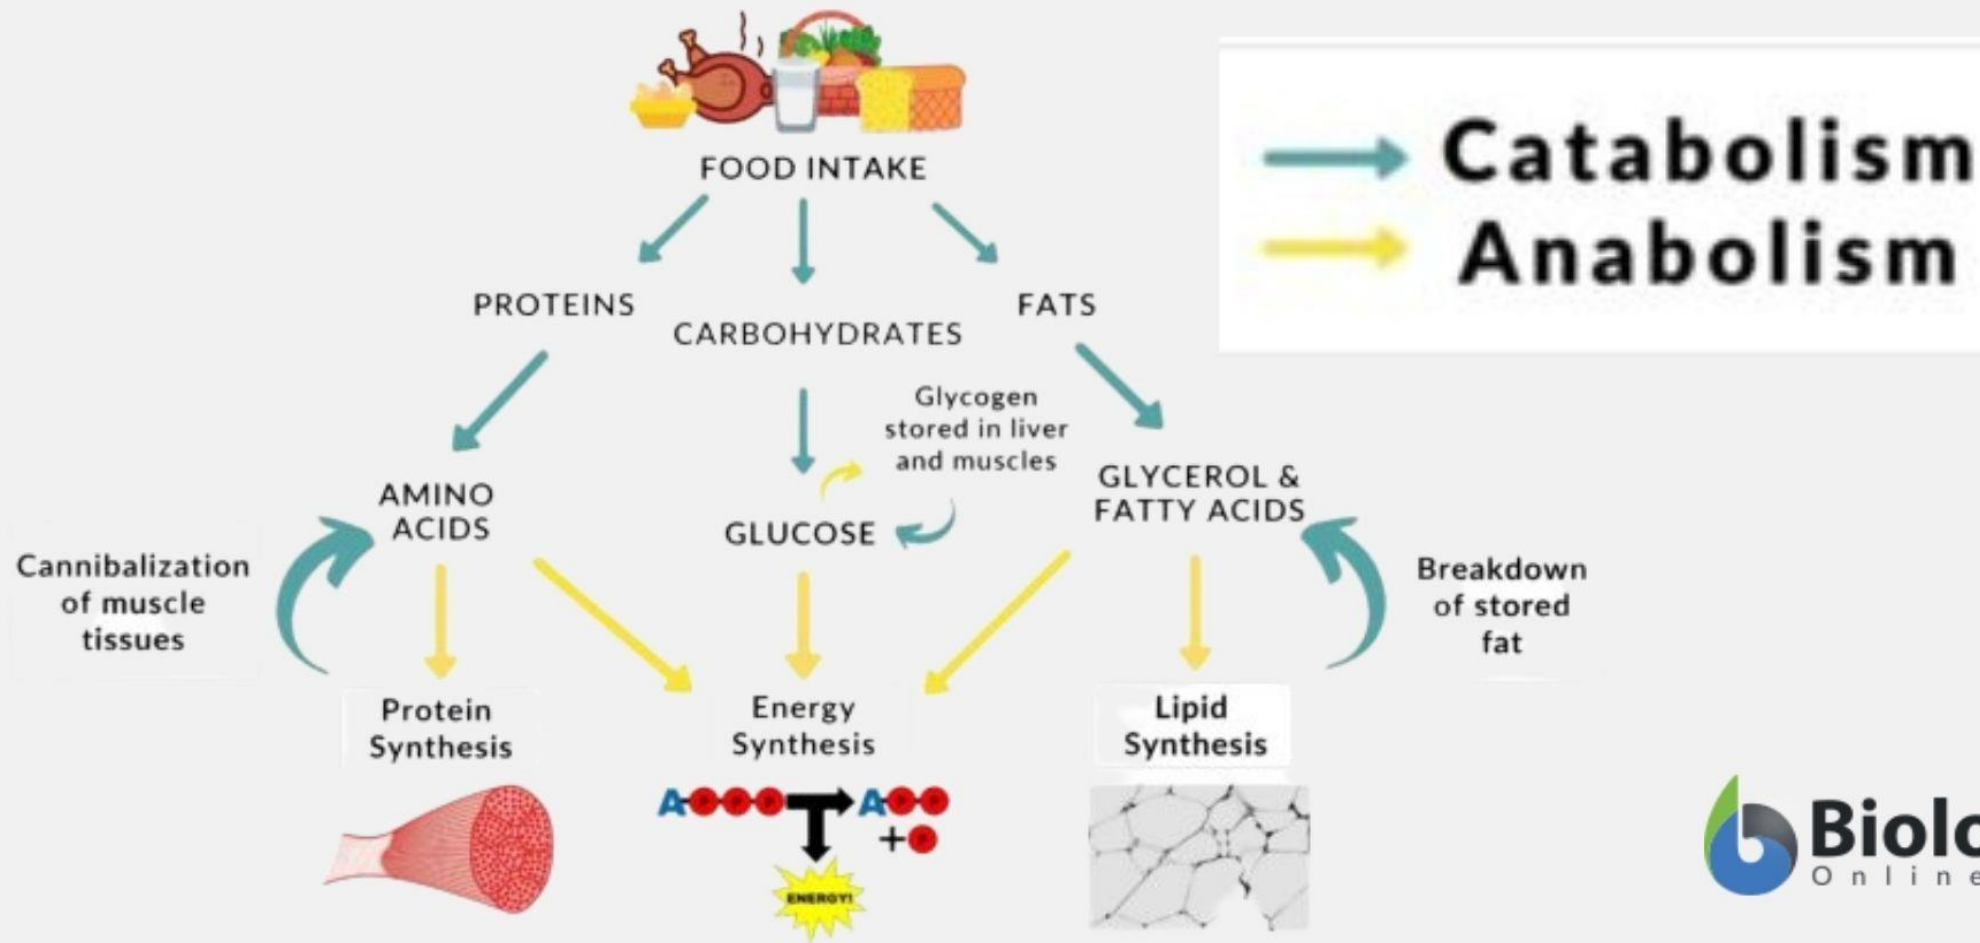 FOOD INTAKE
Catabolism
Anabolism
PROTEINS
CARBOHYDRATES
FATS
Glycogen
stored in liver
and muscles
AMINO
ACIDS
GLUCOSE
GLYCEROL &
FATTY ACIDS
Cannibalization
of muscle
tissues
Breakdown
of stored
fat
Protein
Synthesis
Energy
Synthesis
Lipid
Synthesis
A P P P A P P
+ P
ENERGY!
Biolo
Online